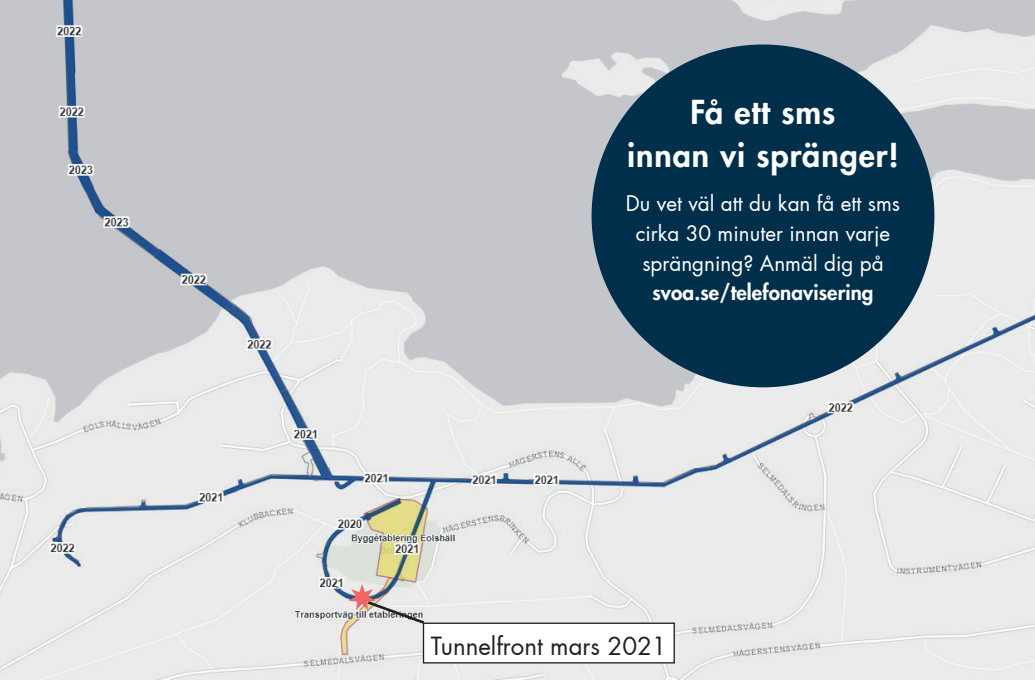 2022
2022
2023
2023
2022
2022
2021
Få ett sms
innan vi spränger!
Du vet väl att du kan få ett sms
cirka 30 minuter innan varje
sprängning? Anmäl dig på
svoa.se/telefonavisering
2022
EOLSHÄLLSVÄGEN
HÄGERSTENS ALLÉ
SELMEDALSRINGEN
2021
2021
2021
2021
KLUBBACKEN
2020
HÄGERSTENSBRINKEN
Byggetablering Eolshäll
2021
2022
INSTRUMENTVÄGEN
2021
Transportväg till etableringen
SELMEDALSVÄGEN
Tunnelfront mars 2021
HÄGERSTENSVÄGEN
SELMEDALSVÄGEN